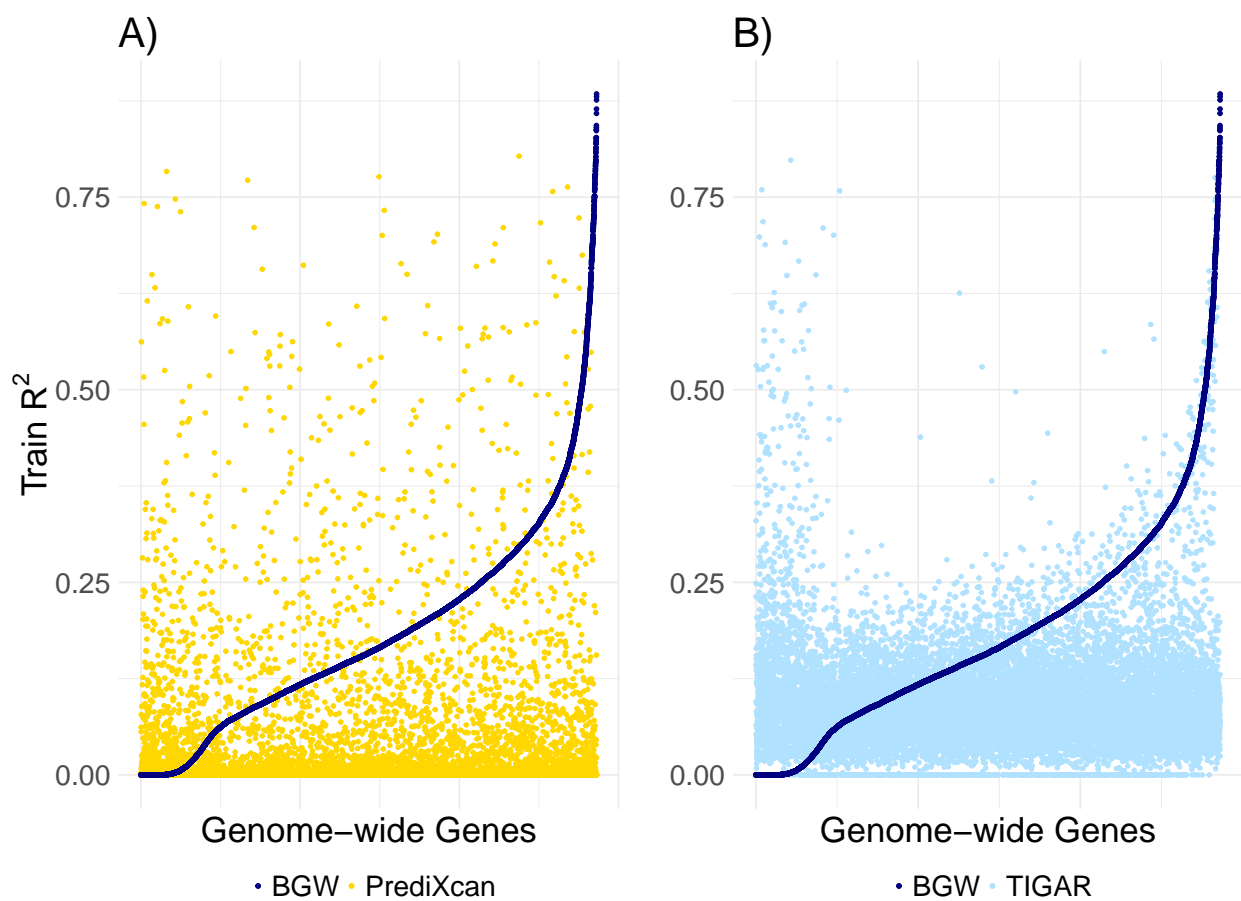 A)
B)
Train R²
0.75
0.50
0.25
0.00
0.75
0.50
0.25
0.00
Genome−wide Genes
Genome−wide Genes
BGW PrediXcan
BGW TIGAR